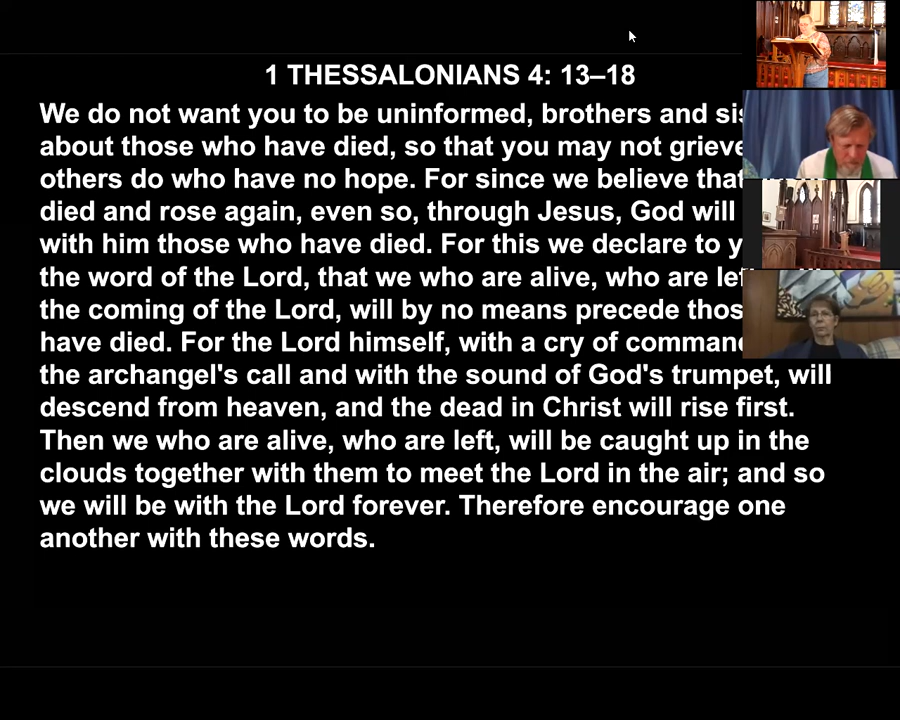 1 THESSALONIANS 4: 13–18
We do not want you to be uninformed, brothers and
about those who have died, so that you may not grieve
others do who have no hope. For since we believe that
died and rose again, even so, through Jesus, God will
with him those who have died. For this we declare to
the word of the Lord, that we who are alive, who are
the coming of the Lord, will by no means precede
have died. For the Lord himself, with a cry of
the archangel's call and with the sound of God's trumpet, will
descend from heaven, and the dead in Christ will rise first.
Then we who are alive, who are left, will be caught up in the
clouds together with them to meet the Lord in the air; and so
we will be with the Lord forever. Therefore encourage one
another with these words.